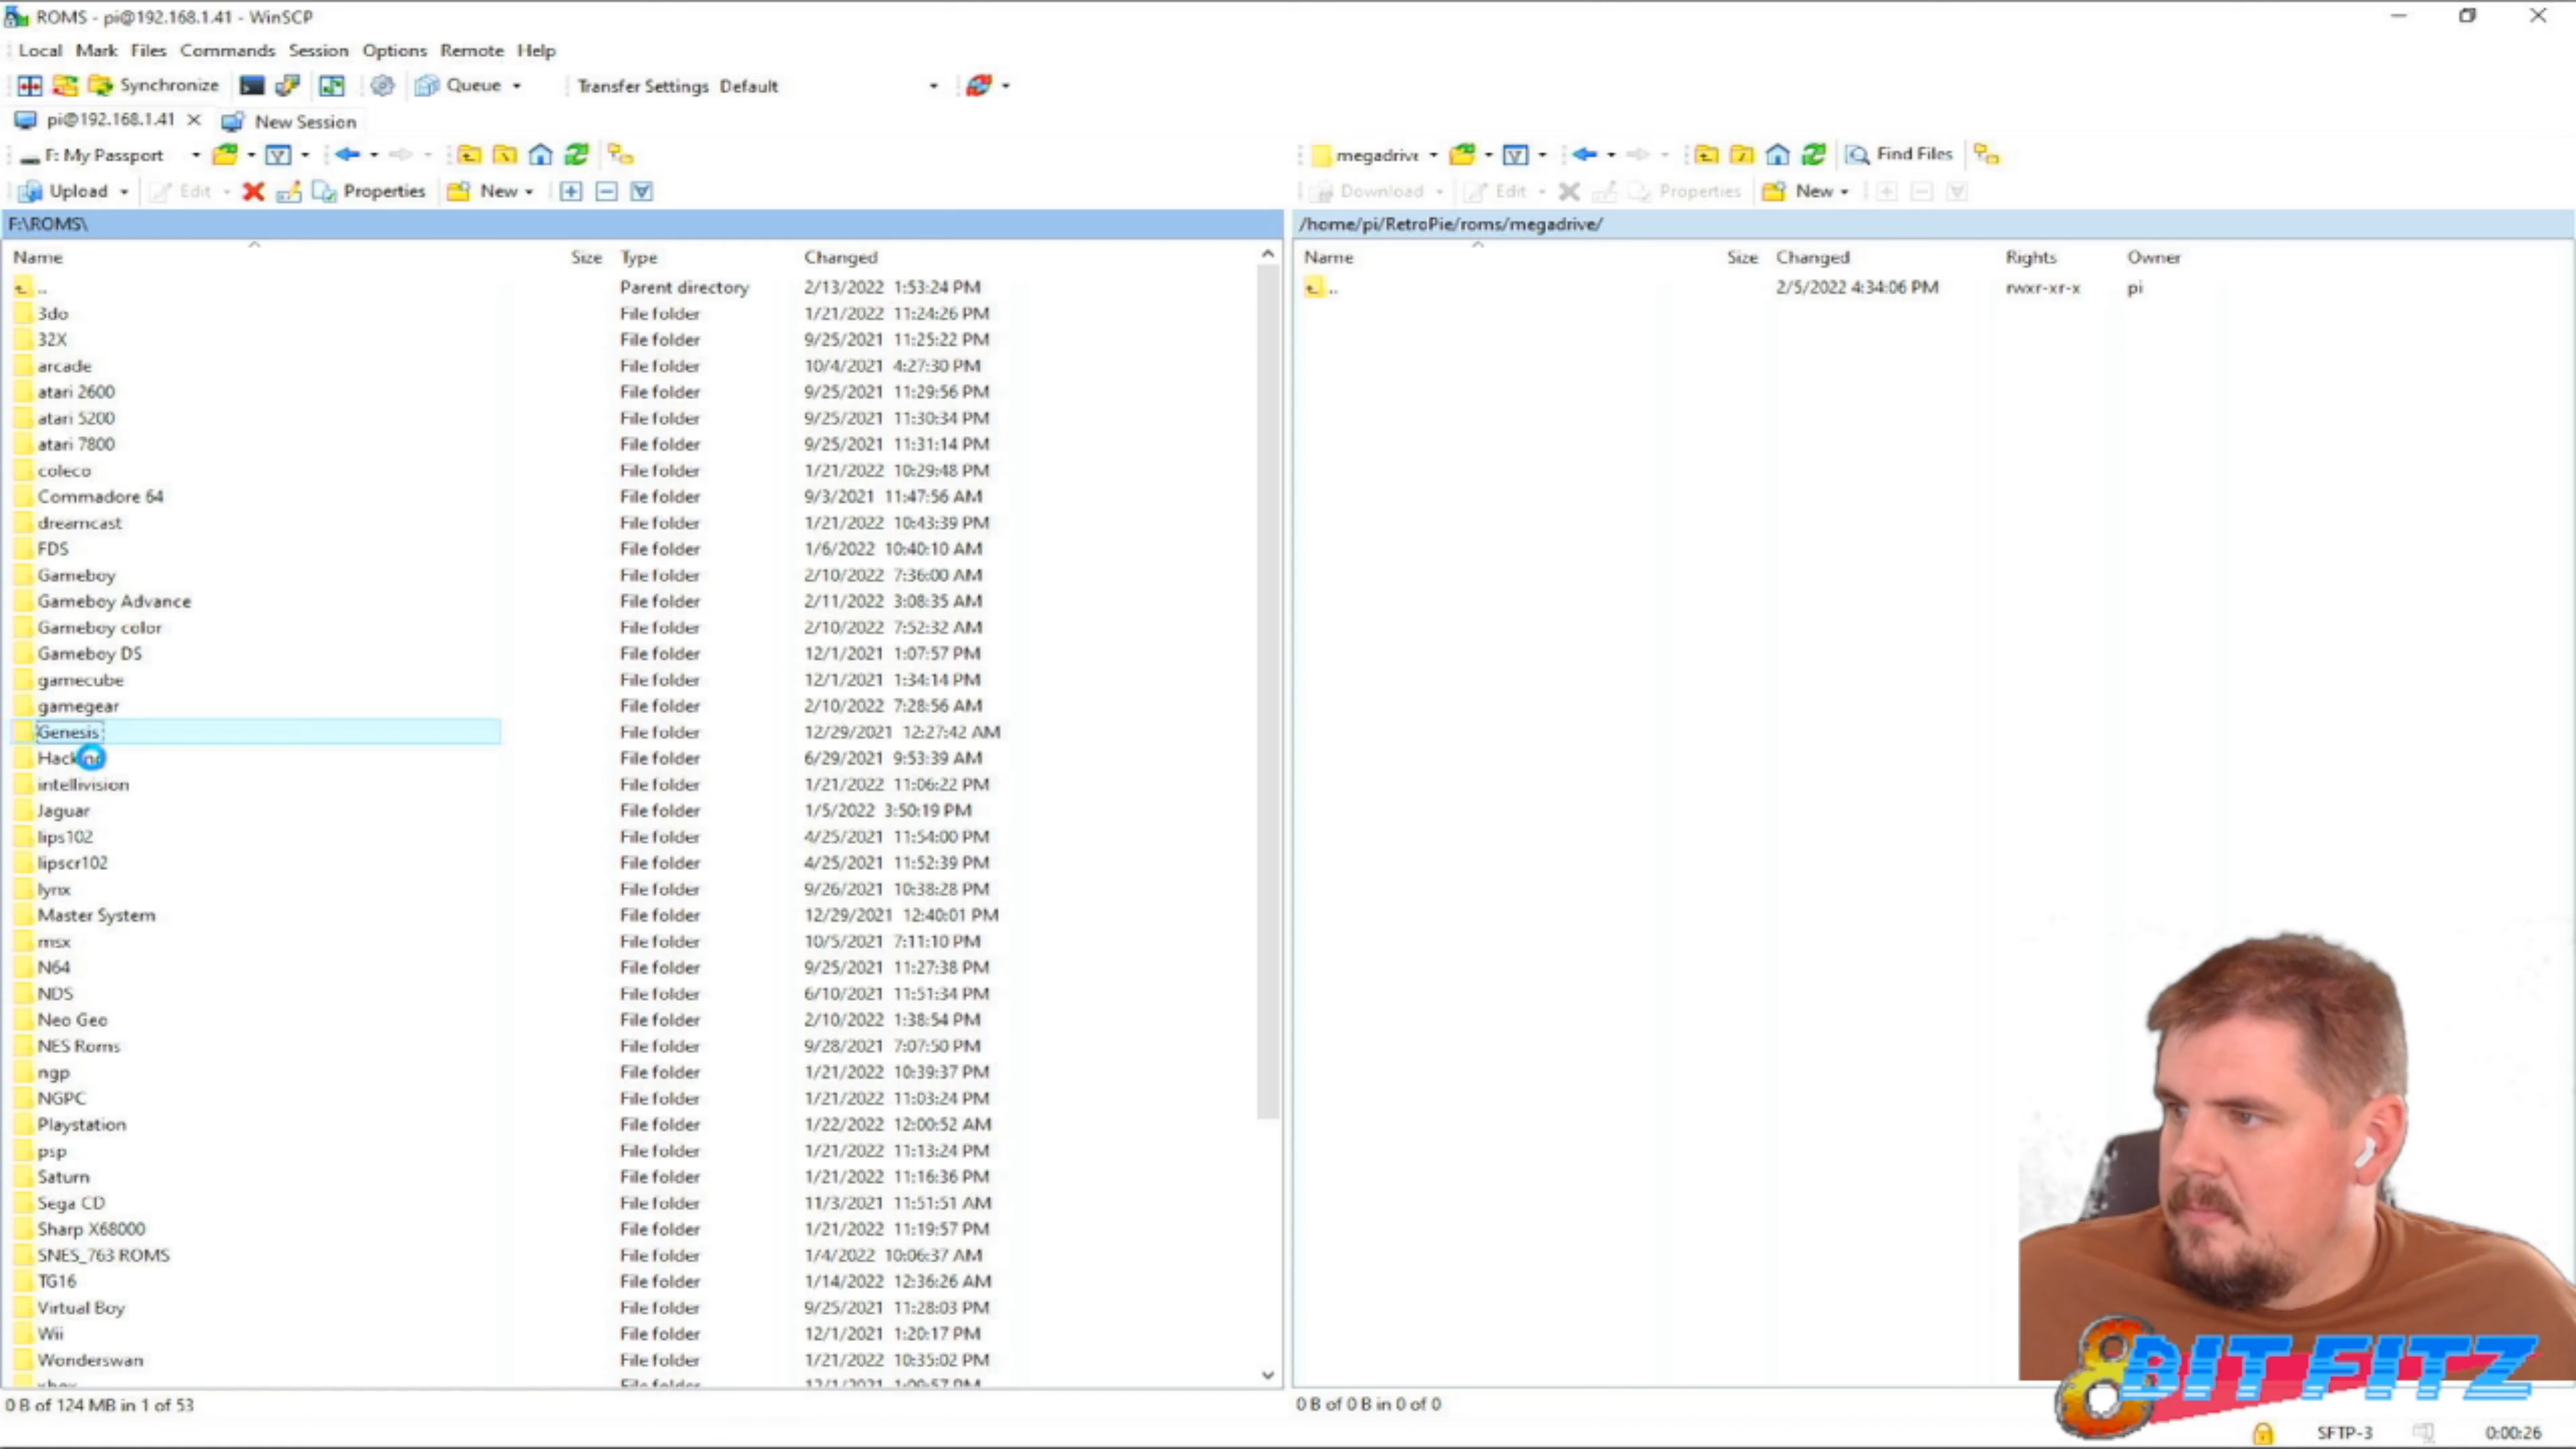 ROMS - pi@192.168.1.41 - WinSCP
Local Mark Files Commands Session Options Remote Help
Synchronize Queue Transfer Settings Default
pi@192.168.1.41 New Session
F: My Passport
Upload Edit Properties New
F:\ROMS\
Name Size Type Changed
.. Parent directory 2/13/2022 1:53:24 PM
3do File folder 1/21/2022 11:24:26 PM
32X File folder 9/25/2021 11:25:22 PM
arcade File folder 10/4/2021 4:27:30 PM
atari 2600 File folder 9/25/2021 11:29:56 PM
atari 5200 File folder 9/25/2021 11:30:34 PM
atari 7800 File folder 9/25/2021 11:31:14 PM
coleco File folder 1/21/2022 10:29:48 PM
Commadore 64 File folder 9/3/2021 11:47:56 AM
dreamcast File folder 1/21/2022 10:43:39 PM
FDS File folder 1/6/2022 10:40:10 AM
Gameboy File folder 2/10/2022 7:36:00 AM
Gameboy Advance File folder 2/11/2022 3:08:35 AM
Gameboy color File folder 2/10/2022 7:52:32 AM
Gameboy DS File folder 12/1/2021 1:07:57 PM
gamecube File folder 12/1/2021 1:34:14 PM
gamegear File folder 2/10/2022 7:28:56 AM
Genesis File folder 12/29/2021 12:27:42 AM
File folder 6/29/2021 9:53:39 AM
intellivision File folder 1/21/2022 11:06:22 PM
Jaguar File folder 1/5/2022 3:50:19 PM
lips102 File folder 4/25/2021 11:54:00 PM
lipscr102 File folder 4/25/2021 11:52:39 PM
lynx File folder 9/26/2021 10:38:28 PM
Master System File folder 12/29/2021 12:40:01 PM
msx File folder 10/5/2021 7:11:10 PM
N64 File folder 9/25/2021 11:27:38 PM
NDS File folder 6/10/2021 11:51:34 PM
Neo Geo File folder 2/10/2022 1:38:54 PM
NES Roms File folder 9/28/2021 7:07:50 PM
ngp File folder 1/21/2022 10:39:37 PM
NGPC File folder 1/21/2022 11:03:24 PM
Playstation File folder 1/22/2022 12:00:52 AM
psp File folder 1/21/2022 11:13:24 PM
Saturn File folder 1/21/2022 11:16:36 PM
Sega CD File folder 11/3/2021 11:51:51 AM
Sharp X68000 File folder 1/21/2022 11:19:57 PM
SNES_763 ROMS File folder 1/4/2022 10:06:37 AM
TG16 File folder 1/14/2022 12:36:26 AM
Virtual Boy File folder 9/25/2021 11:28:03 PM
Wii File folder 12/1/2021 1:20:17 PM
Wonderswan File folder 1/21/2022 10:35:02 PM
0 B of 124 MB in 1 of 53
megadrive Find Files
Download Edit Properties New
/home/pi/RetroPie/roms/megadrive/
Name Size Changed Rights Owner
.. 2/5/2022 4:34:06 PM rwxr-xr-x pi
0 B of 0 B in 0 of 0
8BIT FITZ
SFTP-3 0:00:26